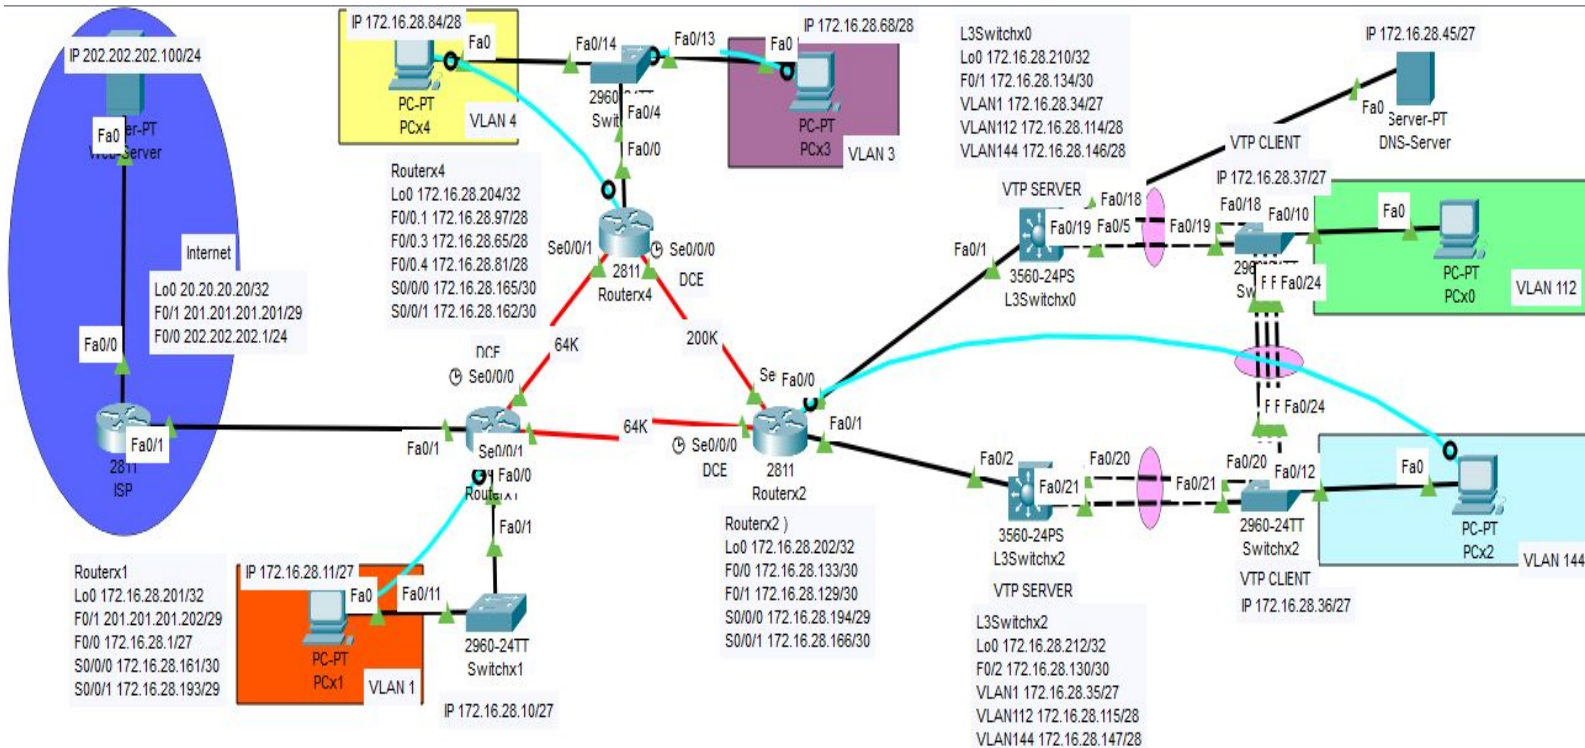 IP 202.202.202.100/24
Fa0
er-PT
Web-Server
Internet
Lo0 20.20.20.20/32
F0/1 201.201.201.201/29
F0/0 202.202.202.1/24
Fa0/0
Fa0/1
2811
ISP
IP 172.16.28.84/28
Fa0
PC-PT
PCx4
VLAN 4
Fa0/14
Fa0/13
2960-24TT
Fa0/4
Fa0/0
IP 172.16.28.68/28
Fa0
PC-PT
PCx3
VLAN 3
Routerx4
Lo0 172.16.28.204/32
F0/0.1 172.16.28.97/28
F0/0.3 172.16.28.65/28
F0/0.4 172.16.28.81/28
S0/0/0 172.16.28.165/30
S0/0/1 172.16.28.162/30
Se0/0/1
Se0/0/0
DCE
2811
Routerx4
64K
200K
DCE
Se0/0/0
Fa0/1
Se0/0/1
Fa0/0
Routerx1
64K
Fa0/1
2960-24TT
Switchx1
IP 172.16.28.10/27
Routerx1
Lo0 172.16.28.201/32
F0/1 201.201.201.202/29
F0/0 172.16.28.1/27
S0/0/0 172.16.28.161/30
S0/0/1 172.16.28.193/29
IP 172.16.28.11/27
Fa0
Fa0/11
PC-PT
PCx1
VLAN 1
Se
Fa0/0
Fa0/1
Se0/0/0
DCE
2811
Routerx2
Routerx2 )
Lo0 172.16.28.202/32
F0/0 172.16.28.133/30
F0/1 172.16.28.129/30
S0/0/0 172.16.28.194/29
S0/0/1 172.16.28.166/30
L3Switchx0
Lo0 172.16.28.210/32
F0/1 172.16.28.134/30
VLAN1 172.16.28.34/27
VLAN112 172.16.28.114/28
VLAN144 172.16.28.146/28
VTP SERVER
Fa0/18
Fa0/19
Fa0/5
Fa0/1
3560-24PS
L3Switchx0
IP 172.16.28.45/27
Fa0
Server-PT
DNS-Server
VTP CLIENT
IP 172.16.28.37/27
Fa0/18
Fa0/19
Fa0/10
F F Fa0/24
Fa0
PC-PT
PCx0
VLAN 112
F F Fa0/24
Fa0/2
Fa0/20
Fa0/21
3560-24PS
L3Switchx2
VTP SERVER
L3Switchx2
Lo0 172.16.28.212/32
F0/2 172.16.28.130/30
VLAN1 172.16.28.35/27
VLAN112 172.16.28.115/28
VLAN144 172.16.28.147/28
Fa0/20
Fa0/21
Fa0/12
2960-24TT
Switchx2
VTP CLIENT
IP 172.16.28.36/27
Fa0
PC-PT
PCx2
VLAN 144